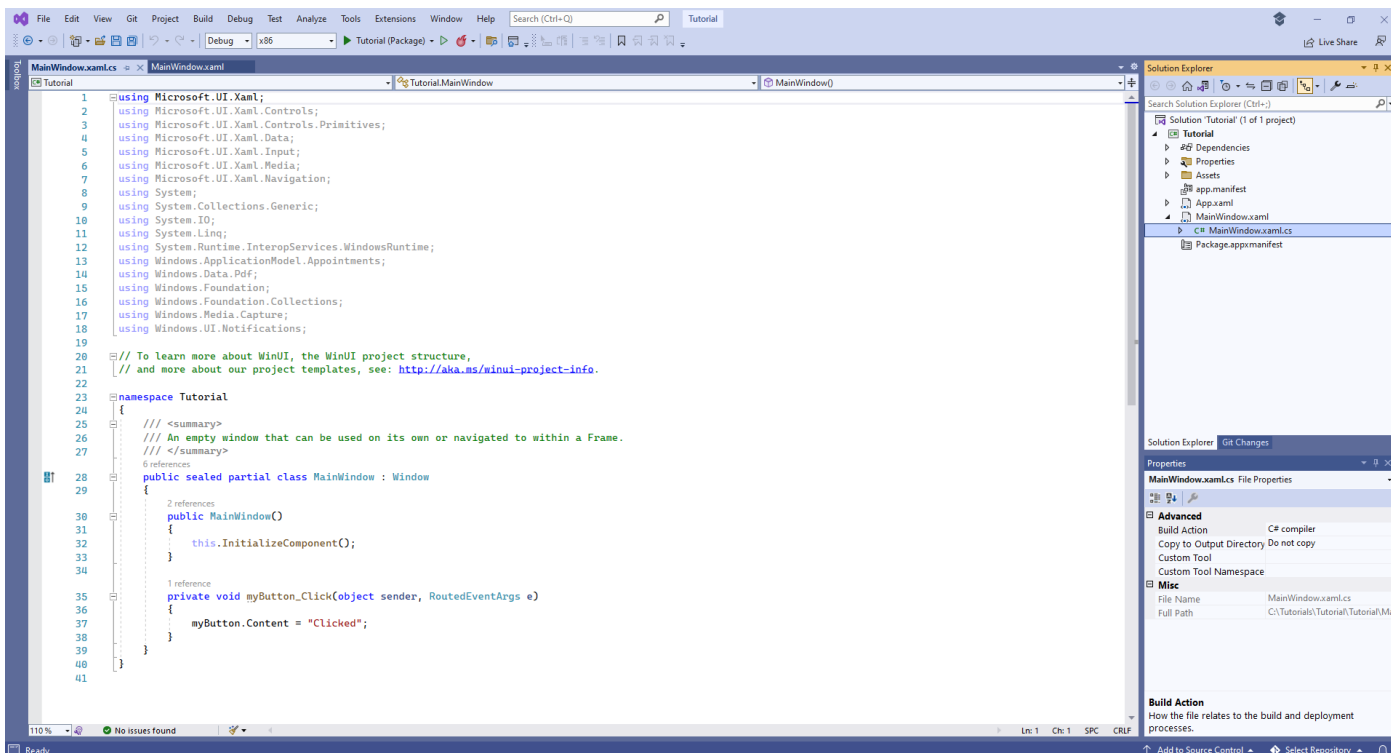 File Edit View Git Project Build Debug Test Analyze Tools Extensions Window Help Search (Ctrl+Q) Tutorial
Debug x86 Tutorial (Package) Live Share
Toolbox
MainWindow.xaml.cs MainWindow.xaml
C# Tutorial Tutorial.MainWindow MainWindow()
1 using Microsoft.UI.Xaml;
2 using Microsoft.UI.Xaml.Controls;
3 using Microsoft.UI.Xaml.Controls.Primitives;
4 using Microsoft.UI.Xaml.Data;
5 using Microsoft.UI.Xaml.Input;
6 using Microsoft.UI.Xaml.Media;
7 using Microsoft.UI.Xaml.Navigation;
8 using System;
9 using System.Collections.Generic;
10 using System.IO;
11 using System.Linq;
12 using System.Runtime.InteropServices.WindowsRuntime;
13 using Windows.ApplicationModel.Appointments;
14 using Windows.Data.Pdf;
15 using Windows.Foundation;
16 using Windows.Foundation.Collections;
17 using Windows.Media.Capture;
18 using Windows.UI.Notifications;
19
20 // To learn more about WinUI, the WinUI project structure,
21 // and more about our project templates, see: http://aka.ms/winui-project-info.
22
23 namespace Tutorial
24 {
25 /// <summary>
26 /// An empty window that can be used on its own or navigated to within a Frame.
27 /// </summary>
6 references
28 public sealed partial class MainWindow : Window
29 {
2 references
30 public MainWindow()
31 {
32 this.InitializeComponent();
33 }
34
1 reference
35 private void myButton_Click(object sender, RoutedEventArgs e)
36 {
37 myButton.Content = "Clicked";
38 }
39 }
40 }
41
110 % No issues found Ln: 1 Ch: 1 SPC CRLF
Solution Explorer
Search Solution Explorer (Ctrl+;)
Solution 'Tutorial' (1 of 1 project)
C# Tutorial
Dependencies
Properties
Assets
app.manifest
App.xaml
MainWindow.xaml
C# MainWindow.xaml.cs
Package.appxmanifest
Solution Explorer Git Changes
Properties
MainWindow.xaml.cs File Properties
Advanced
Build Action C# compiler
Copy to Output Directory Do not copy
Custom Tool
Custom Tool Namespace
Misc
File Name MainWindow.xaml.cs
Full Path C:\Tutorials\Tutorial\Tutorial\Ma
Build Action
How the file relates to the build and deployment
processes.
Ready Add to Source Control Select Repository